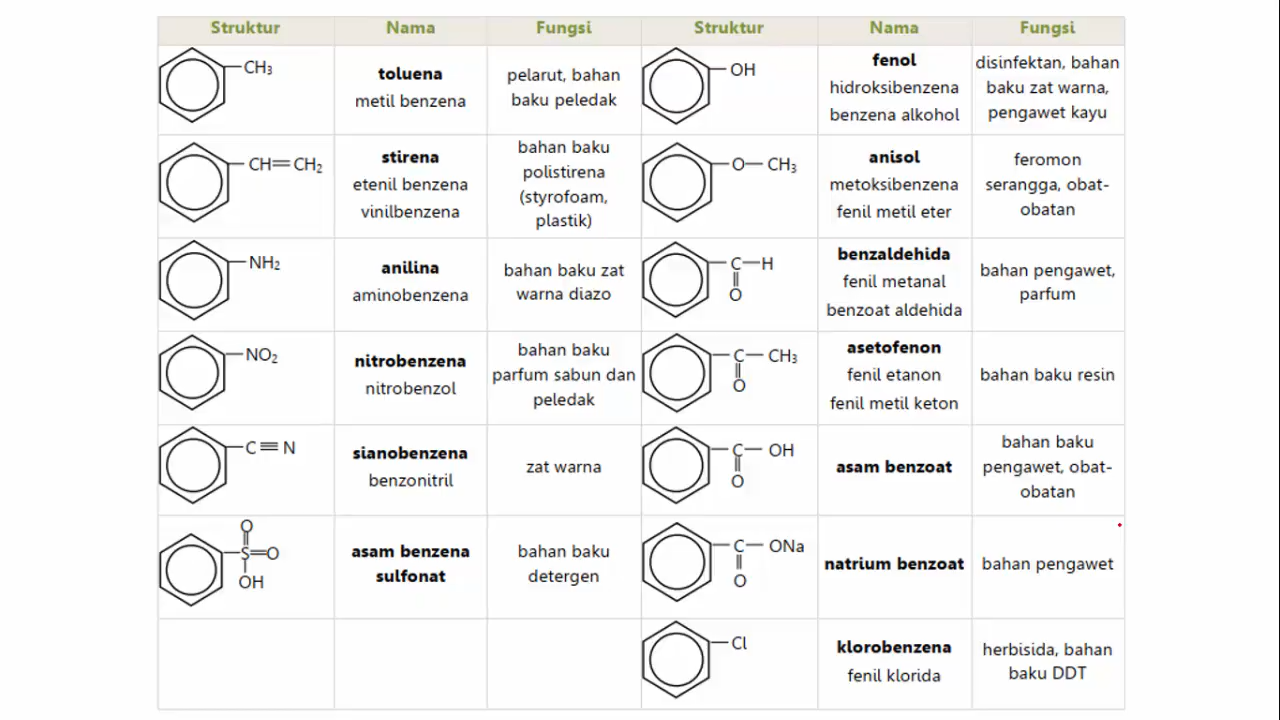 Struktur Nama Fungsi Struktur Nama Fungsi
CH3
toluena
metil benzena
pelarut, bahan
baku peledak
OH
fenol
hidroksibenzena
benzena alkohol
disinfektan, bahan
baku zat warna,
pengawet kayu
CH=CH2
stirena
etenil benzena
vinilbenzena
bahan baku
polistirena
(styrofoam,
plastik)
O—CH3
anisol
metoksibenzena
fenil metil eter
feromon
serangga, obat-
obatan
NH2
anilina
aminobenzena
bahan baku zat
warna diazo
C—H
O
benzaldehida
fenil metanal
benzoat aldehida
bahan pengawet,
parfum
NO2
nitrobenzena
nitrobenzol
bahan baku
parfum sabun dan
peledak
C—CH3
O
asetofenon
fenil etanon
fenil metil keton
bahan baku resin
C≡N
sianobenzena
benzonitril
zat warna
C—OH
O
asam benzoat
bahan baku
pengawet, obat-
obatan
O
S=O
OH
asam benzena
sulfonat
bahan baku
detergen
C—ONa
O
natrium benzoat
bahan pengawet
Cl
klorobenzena
fenil klorida
herbisida, bahan
baku DDT